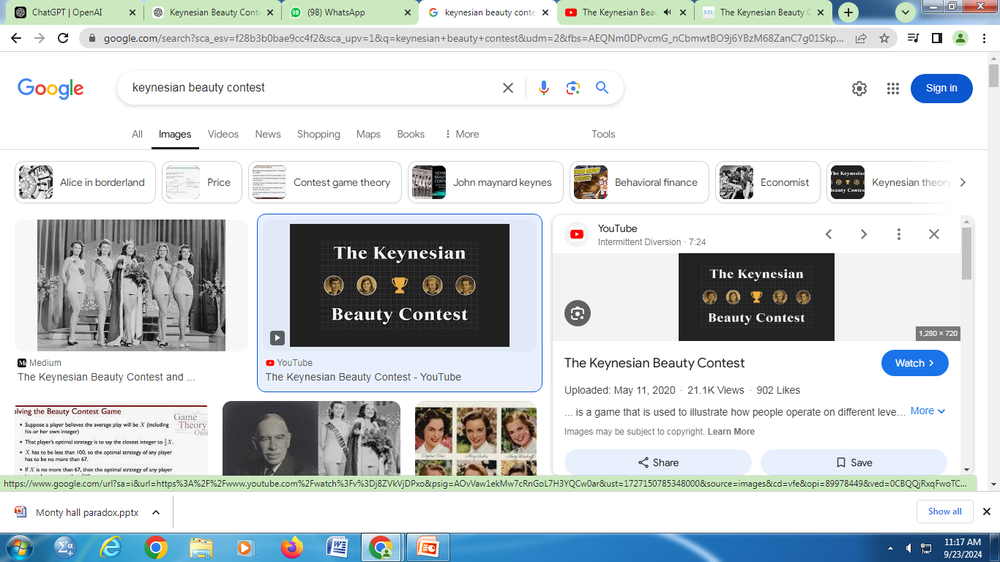 ChatGPT | OpenAI
Keynesian Beauty Cont
(98) WhatsApp
keynesian beauty conte
The Keynesian Beau
The Keynesian Beauty C
google.com/search?sca_esv=f28b3b0bae9cc4f2&sca_upv=1&q=keynesian+beauty+contest&udm=2&fbs=AEQNm0DPvcmG_nCbmwtBO9j6YBzM68ZanC7g01Skp...
Google
keynesian beauty contest
Sign in
All Images Videos News Shopping Maps Books More Tools
Alice in borderland
Price
Contest game theory
John maynard keynes
Behavioral finance
Economist
Keynesian theory
The Keynesian
Beauty Contest
YouTube
Intermittent Diversion · 7:24
The Keynesian
Beauty Contest
1,280 × 720
Medium
The Keynesian Beauty Contest and ...
YouTube
The Keynesian Beauty Contest - YouTube
The Keynesian Beauty Contest
Watch
Uploaded: May 11, 2020 · 21.1K Views · 902 Likes
... is a game that is used to illustrate how people operate on different leve... More
Images may be subject to copyright. Learn More
Share
Save
olving the Beauty Contest Game
Game
Theory
Onli
• Suppose a player believes the average play will be X (including
his or her own integer)
• That player's optimal strategy is to say the closest integer to 2/3 X.
• X has to be less than 100, so the optimal strategy of any player
has to be no more than 67.
• If X is no more than 67, then the optimal strategy of any
https://www.google.com/url?sa=i&url=https%3A%2F%2Fwww.youtube.com%2Fwatch%3Fv%3Dj8ZVkVjDPxo&psig=AOvVaw1ekMw7cRnGoL7H3YQCw0ar&ust=1727150785348000&source=images&cd=vfe&opi=89978449&ved=0CBQQjRxqFwoTC...
Monty hall paradox.pptx
Show all
11:17 AM
9/23/2024